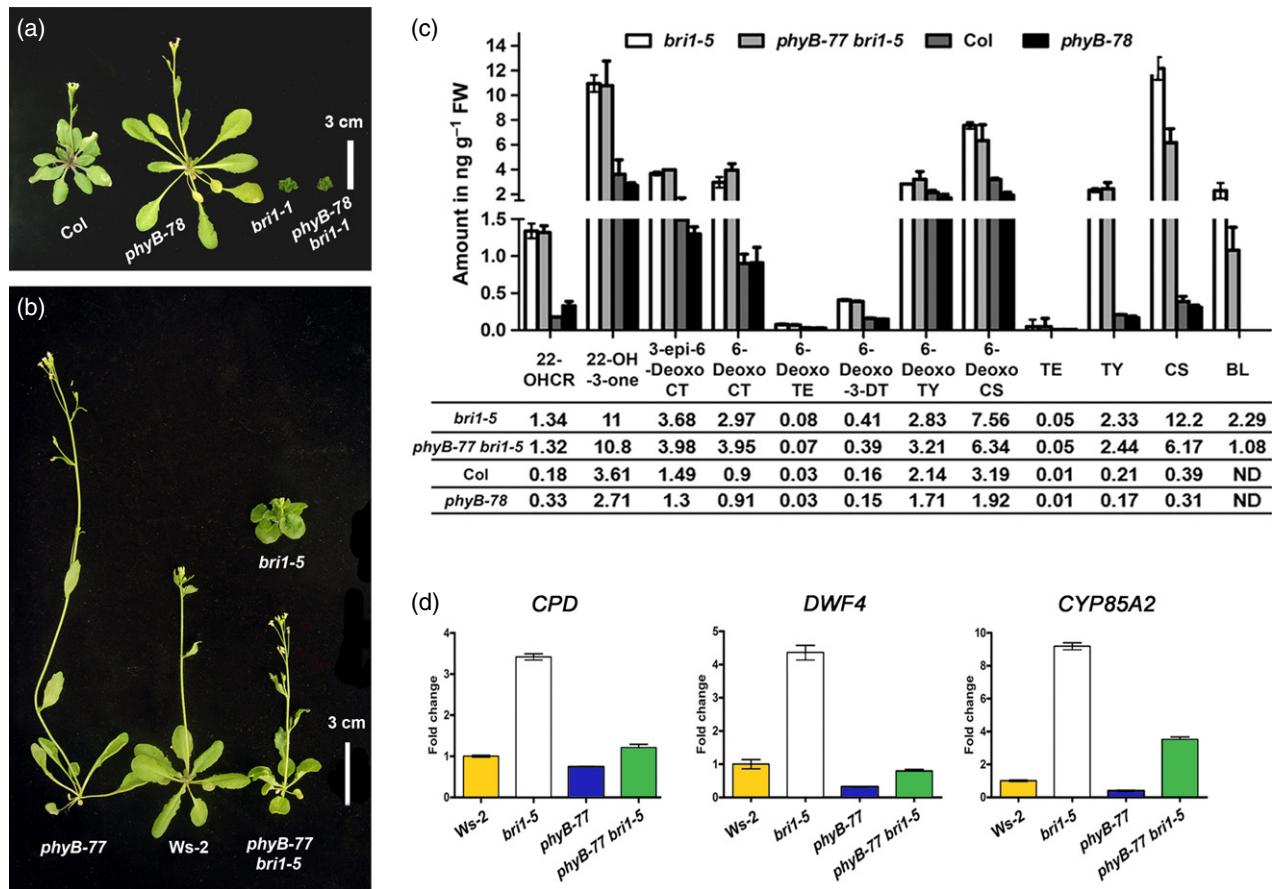 (a)
Col
phyB-78
bri1-1
phyB-78
bri1-1
3 cm
(b)
phyB-77
Ws-2
bri1-5
phyB-77
bri1-5
3 cm
(c)
bri1-5 phyB-77 bri1-5 Col phyB-78
Amount in ng g⁻¹ FW
14
12
10
8
6
4
2
1.5
1.0
0.5
0.0
22-
OHCR
22-OH
-3-one
3-epi-6
-Deoxo
CT
6-
Deoxo
CT
6-
Deoxo
TE
6-
Deoxo
-3-DT
6-
Deoxo
TY
6-
Deoxo
CS
TE
TY
CS
BL
bri1-5 1.34 11 3.68 2.97 0.08 0.41 2.83 7.56 0.05 2.33 12.2 2.29
phyB-77 bri1-5 1.32 10.8 3.98 3.95 0.07 0.39 3.21 6.34 0.05 2.44 6.17 1.08
Col 0.18 3.61 1.49 0.9 0.03 0.16 2.14 3.19 0.01 0.21 0.39 ND
phyB-78 0.33 2.71 1.3 0.91 0.03 0.15 1.71 1.92 0.01 0.17 0.31 ND
(d)
CPD
Fold change
4
3
2
1
0
Ws-2
bri1-5
phyB-77
phyB-77 bri1-5
DWF4
Fold change
5
4
3
2
1
0
Ws-2
bri1-5
phyB-77
phyB-77 bri1-5
CYP85A2
Fold change
10
8
6
4
2
0
Ws-2
bri1-5
phyB-77
phyB-77 bri1-5